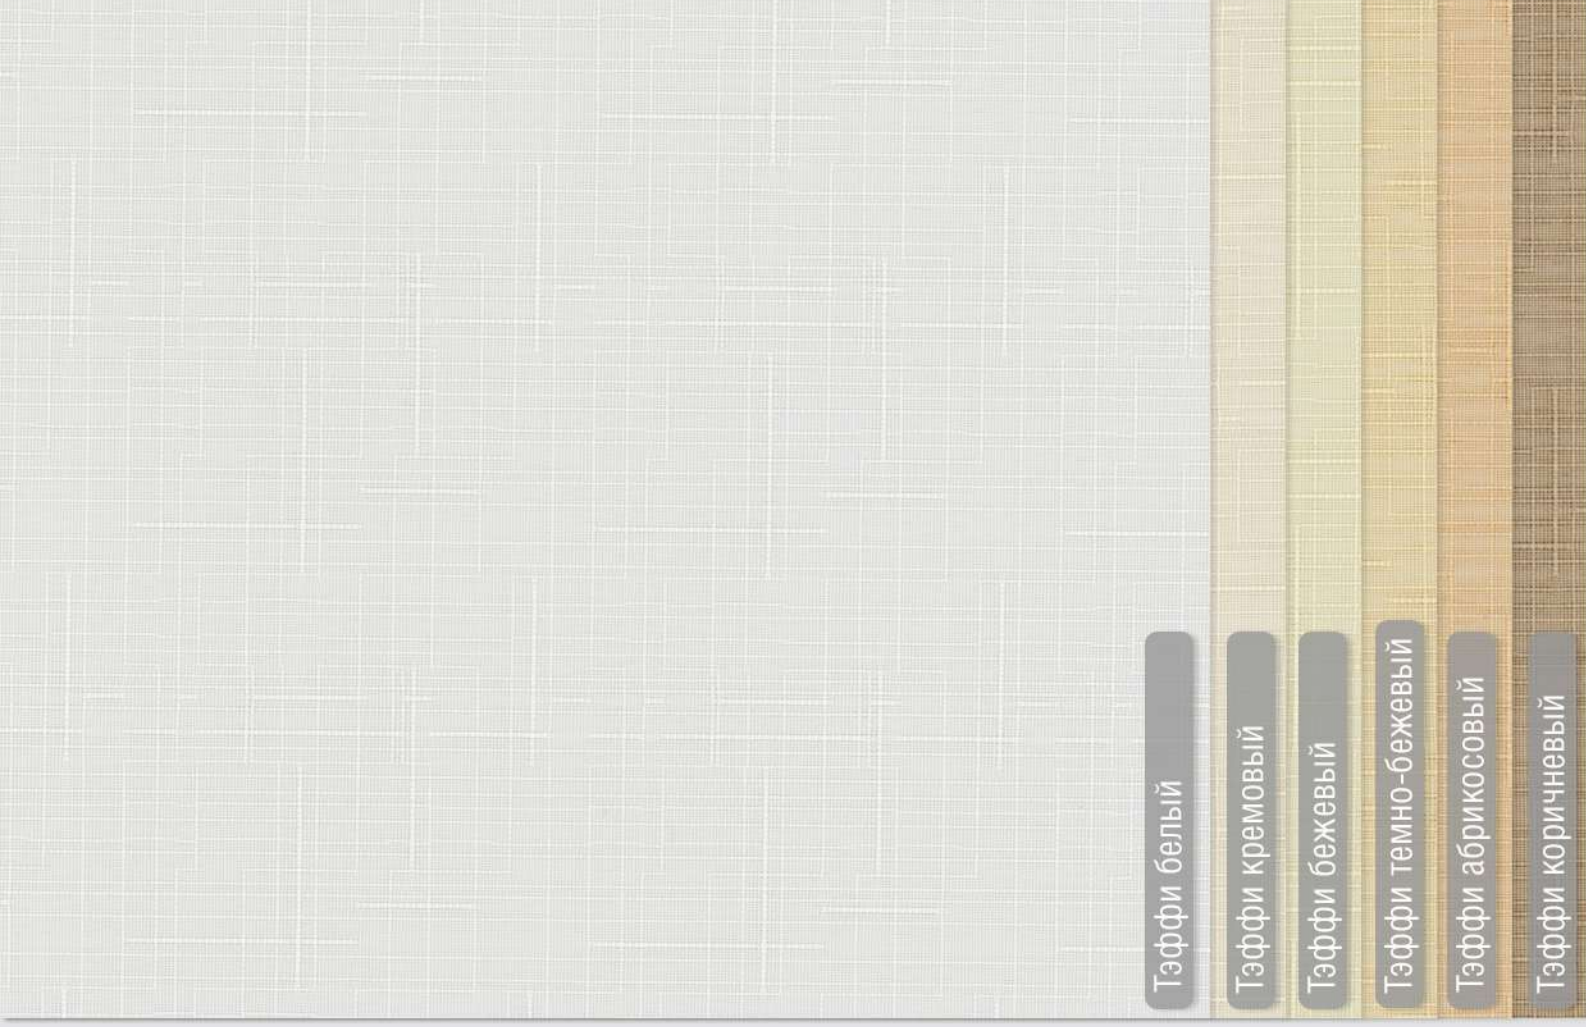 Тэффи белый
Тэффи кремовый
Тэффи бежевый
Тэффи темно-бежевый
Тэффи абрикосовый
Тэффи коричневый